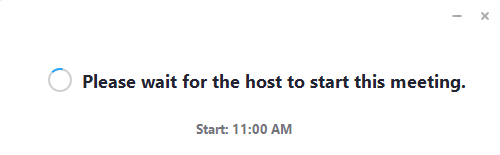 Please wait for the host to start this meeting.
Start: 11:00 AM